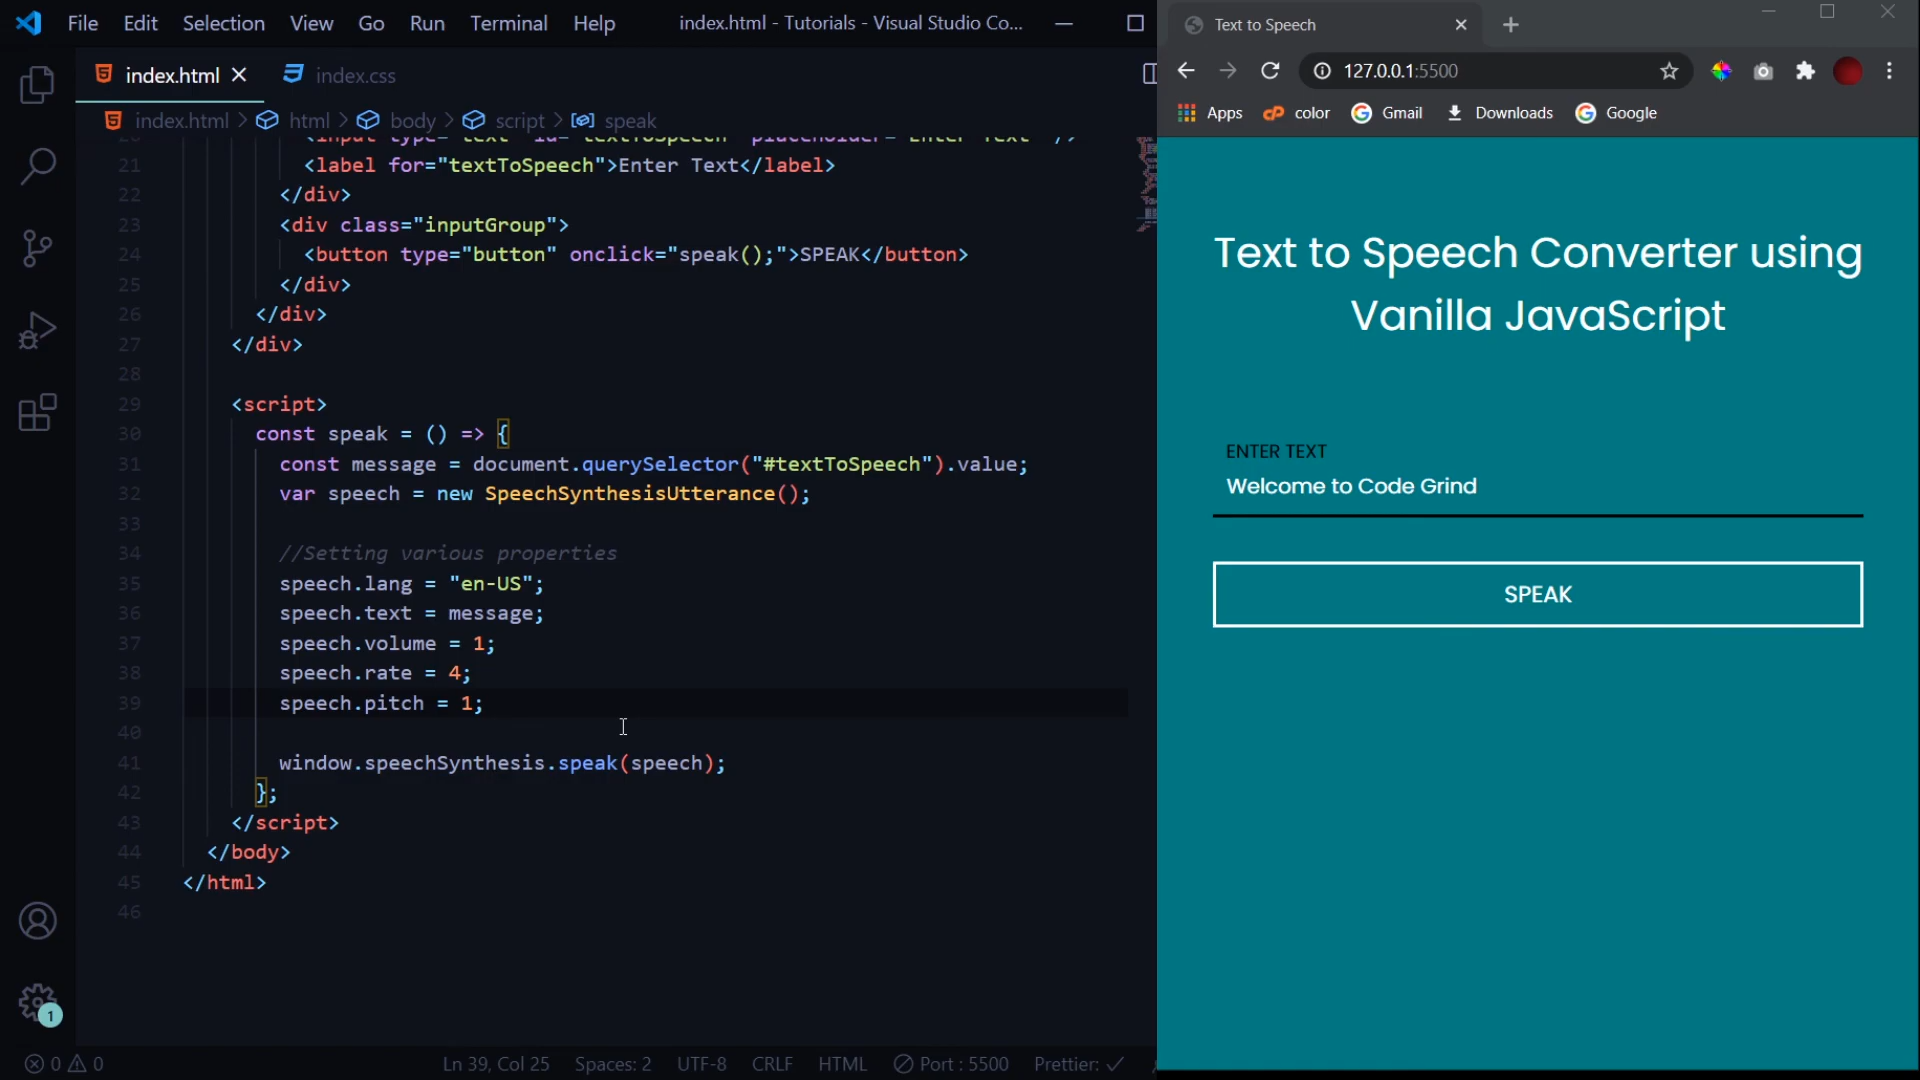 File Edit Selection View Go Run Terminal Help index.html - Tutorials - Visual Studio Co...
index.html index.css
index.html > html > body > script > speak
21 <label for="textToSpeech">Enter Text</label>
22 </div>
23 <div class="inputGroup">
24 <button type="button" onclick="speak();">SPEAK</button>
25 </div>
26 </div>
27 </div>
28
29 <script>
30 const speak = () => {
31 const message = document.querySelector("#textToSpeech").value;
32 var speech = new SpeechSynthesisUtterance();
33
34 //Setting various properties
35 speech.lang = "en-US";
36 speech.text = message;
37 speech.volume = 1;
38 speech.rate = 4;
39 speech.pitch = 1;
40
41 window.speechSynthesis.speak(speech);
42 };
43 </script>
44 </body>
45 </html>
46
1
0 0 Ln 39, Col 25 Spaces: 2 UTF-8 CRLF HTML Port : 5500 Prettier: ✓
Text to Speech
127.0.0.1:5500
Apps color Gmail Downloads Google
Text to Speech Converter using
Vanilla JavaScript
ENTER TEXT
Welcome to Code Grind
SPEAK